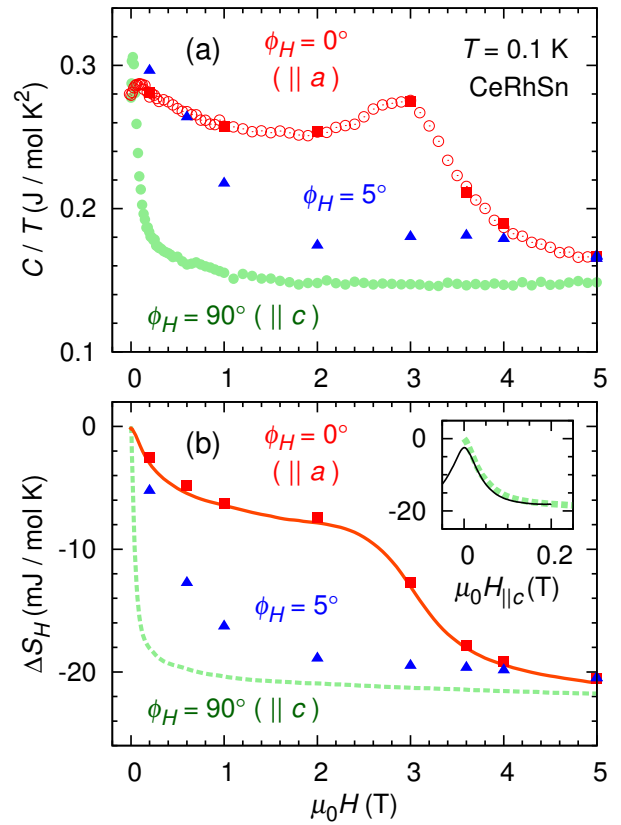 (a)
ϕH = 0°
(|| a)
T = 0.1 K
CeRhSn
0.3
0.2
0.1
C / T (J / mol K²)
ϕH = 5°
ϕH = 90° ( || c)
0 1 2 3 4 5
(b)
ϕH = 0°
( || a)
0
-10
-20
ΔSH (mJ / mol K)
ϕH = 5°
ϕH = 90° ( || c)
0
-20
0 0.2
μ0H||c(T)
0 1 2 3 4 5
μ0H (T)